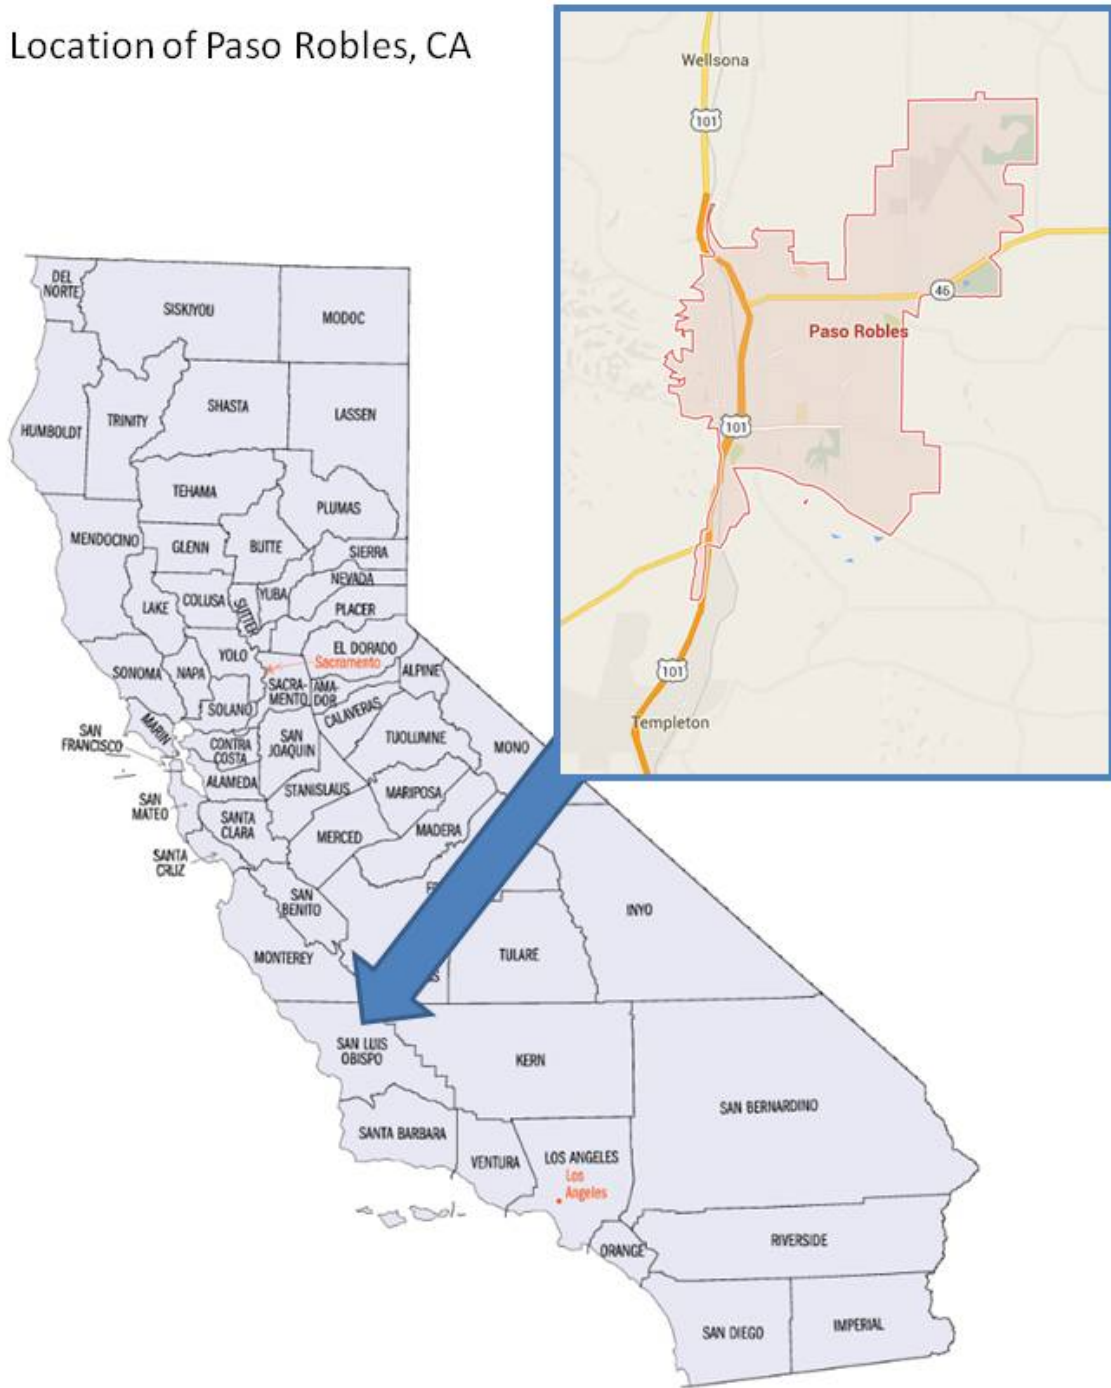 Location of Paso Robles, CA
Wellsona
101
46
Paso Robles
101
101
Templeton
DEL
NORTE
SISKIYOU
MODOC
HUMBOLDT
TRINITY
SHASTA
LASSEN
TEHAMA
PLUMAS
MENDOCINO
GLENN
BUTTE
SIERRA
NEVADA
LAKE
COLUSA
SUTTER
YUBA
PLACER
SONOMA
NAPA
YOLO
EL DORADO
Sacramento
ALPINE
SACRA-
MENTO
AMA-
DOR
SOLANO
CALAVERAS
MARIN
SAN
FRANCISCO
CONTRA
COSTA
SAN
JOAQUIN
TUOLUMNE
MONO
ALAMEDA
STANISLAUS
MARIPOSA
SAN
MATEO
SANTA
CLARA
MERCED
MADERA
SANTA
CRUZ
SAN
BENITO
INYO
MONTEREY
TULARE
SAN LUIS
OBISPO
KERN
SAN BERNARDINO
SANTA BARBARA
VENTURA
LOS ANGELES
Los
Angeles
ORANGE
RIVERSIDE
SAN DIEGO
IMPERIAL